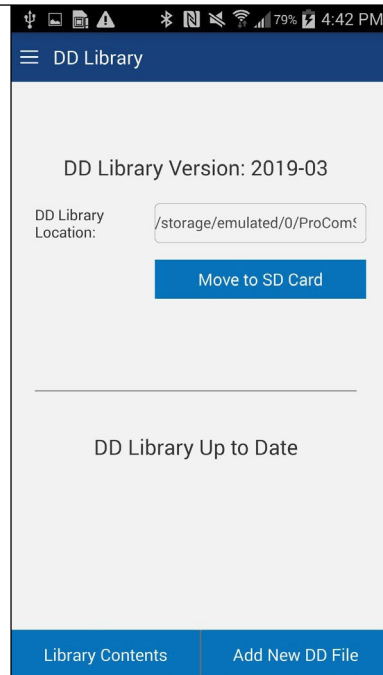 79% 4:42 PM
DD Library
DD Library Version: 2019-03
DD Library
Location:
/storage/emulated/0/ProComS
Move to SD Card
DD Library Up to Date
Library Contents
Add New DD File